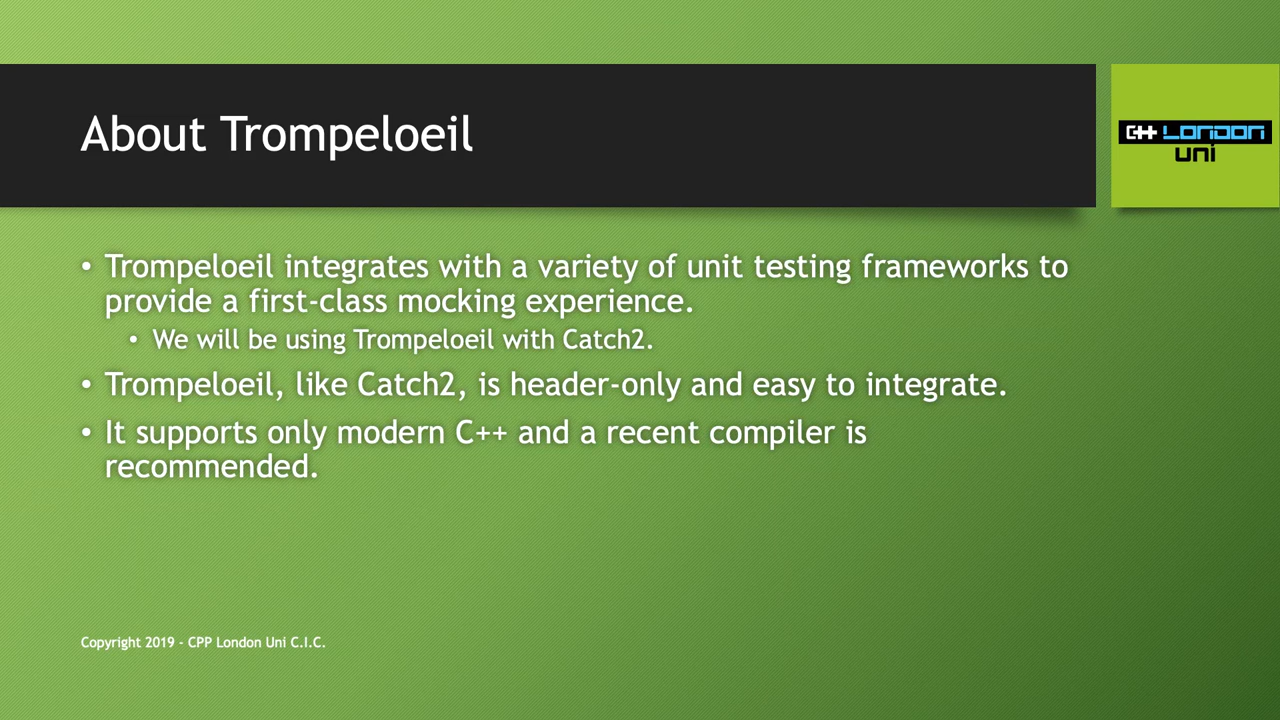 About Trompeloeil
C++ London
uni
• Trompeloeil integrates with a variety of unit testing frameworks to
provide a first-class mocking experience.
• We will be using Trompeloeil with Catch2.
• Trompeloeil, like Catch2, is header-only and easy to integrate.
• It supports only modern C++ and a recent compiler is
recommended.
Copyright 2019 - CPP London Uni C.I.C.